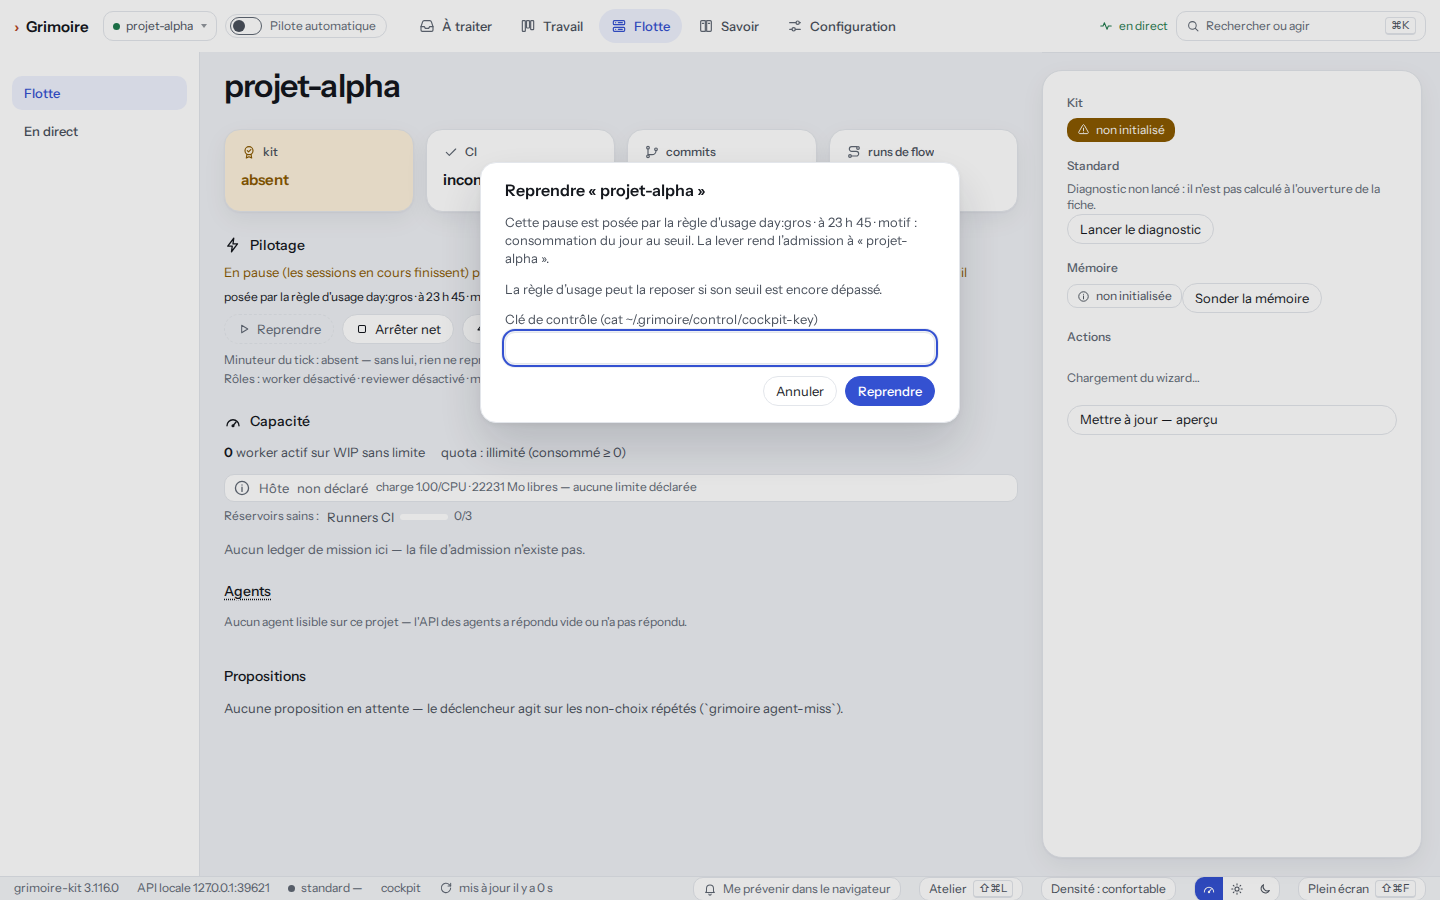 › Grimoire
projet-alpha
Pilote automatique
À traiter
Travail
Flotte
Savoir
Configuration
en direct
Rechercher ou agir
⌘K
Flotte
En direct
projet-alpha
kit
absent
CI
incon
commits
runs de flow
Pilotage
En pause (les sessions en cours finissent) p
il
posée par la règle d'usage day:gros · à 23 h 45 · m
Reprendre
Arrêter net
Minuteur du tick : absent — sans lui, rien ne repr
Rôles : worker désactivé · reviewer désactivé · m
Reprendre « projet-alpha »
Cette pause est posée par la règle d'usage day:gros · à 23 h 45 · motif :
consommation du jour au seuil. La lever rend l'admission à « projet-
alpha ».
La règle d'usage peut la reposer si son seuil est encore dépassé.
Clé de contrôle (cat ~/.grimoire/control/cockpit-key)
Annuler
Reprendre
Capacité
0 worker actif sur WIP sans limite
quota : illimité (consommé ≥ 0)
Hôte non déclaré charge 1.00/CPU · 22231 Mo libres — aucune limite déclarée
Réservoirs sains : Runners CI 0/3
Aucun ledger de mission ici — la file d'admission n'existe pas.
Agents
Aucun agent lisible sur ce projet — l'API des agents a répondu vide ou n'a pas répondu.
Propositions
Aucune proposition en attente — le déclencheur agit sur les non-choix répétés (`grimoire agent-miss`).
Kit
non initialisé
Standard
Diagnostic non lancé : il n'est pas calculé à l'ouverture de la
fiche.
Lancer le diagnostic
Mémoire
non initialisée
Sonder la mémoire
Actions
Chargement du wizard…
Mettre à jour — aperçu
grimoire-kit 3.116.0
API locale 127.0.0.1:39621
standard —
cockpit
mis à jour il y a 0 s
Me prévenir dans le navigateur
Atelier ⇧⌘L
Densité : confortable
Plein écran ⇧⌘F